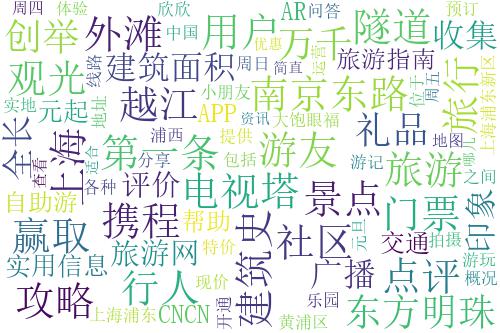 周四 体验 欣欣 AR 问答 预订
创举 外滩 用户 万千 隧道 收集
中国 优惠 运营
观光 线路 建筑面积 周日 简直 旅游指南 旅行
实地 元起 地址 越江 小朋友 南京东路 位于 周五 上海浦东新区
浦西 APP 资讯 大饱眼福 礼品 地图 哪儿
全长 上海 适合 第一条 提供 游友
查看 各种 分享 包括 游记 旅游 之间
自助游 评价 电视塔 景点 门票 印象
赢取 携程 帮助 建筑史 社区 元旦 交通 拍摄
实用信息 旅游网 特价 广播 点评 游玩 概况
攻略 行人 现价 乐园 东方明珠
上海浦东 CNCN 开通 黄浦区